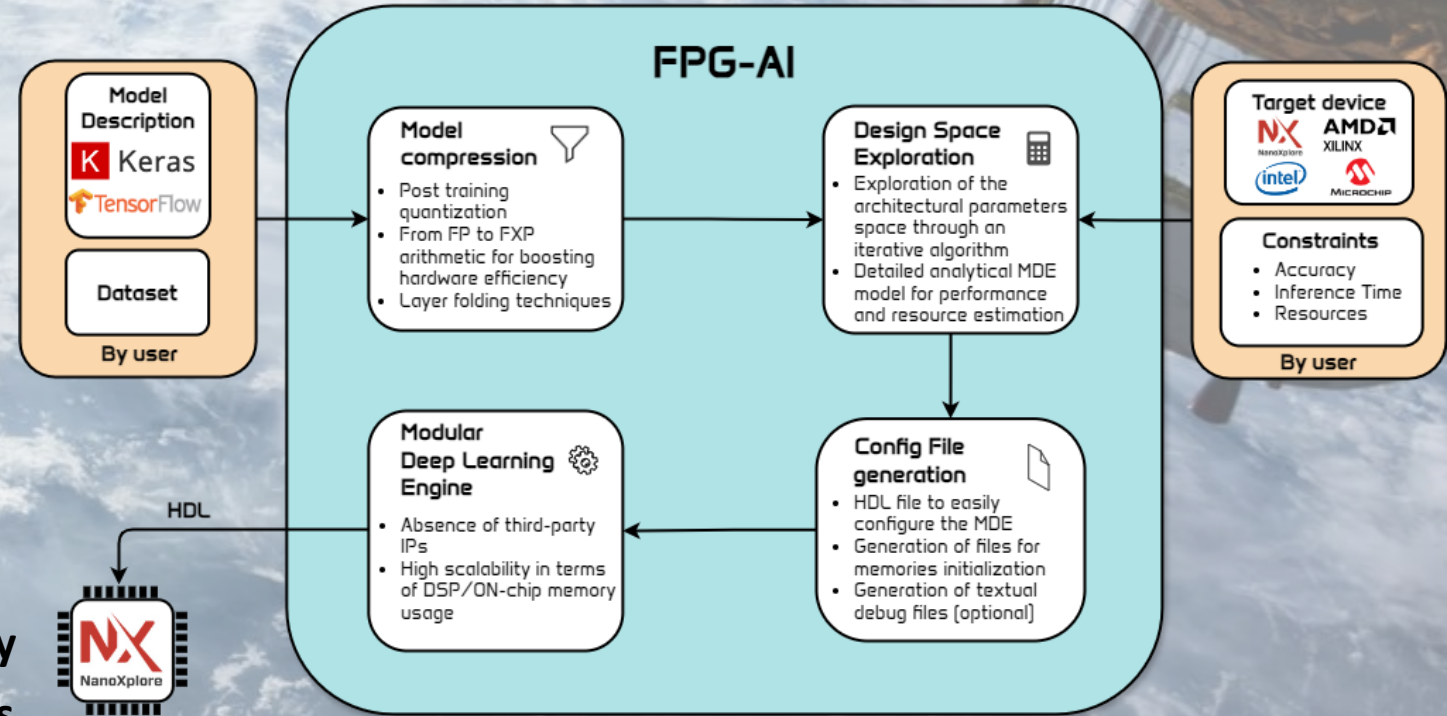 FPG-AI
Model
Description
K Keras
TensorFlow
Dataset
By user
Model
compression
• Post training
quantization
• From FP to FXP
arithmetic for boosting
hardware efficiency
• Layer folding techniques
Design Space
Exploration
• Exploration of the
architectural parameters
space through an
iterative algorithm
• Detailed analytical MDE
model for performance
and resource estimation
Target device
NX
NanoXplore
AMD
XILINX
intel
MICROCHIP
Constraints
• Accuracy
• Inference Time
• Resources
By user
Modular
Deep Learning
Engine
• Absence of third-party
IPs
• High scalability in terms
of DSP/ON-chip memory
usage
Config File
generation
• HDL file to easily
configure the MDE
• Generation of files for
memories initialization
• Generation of textual
debug files (optional)
HDL
NX
NanoXplore
y
s